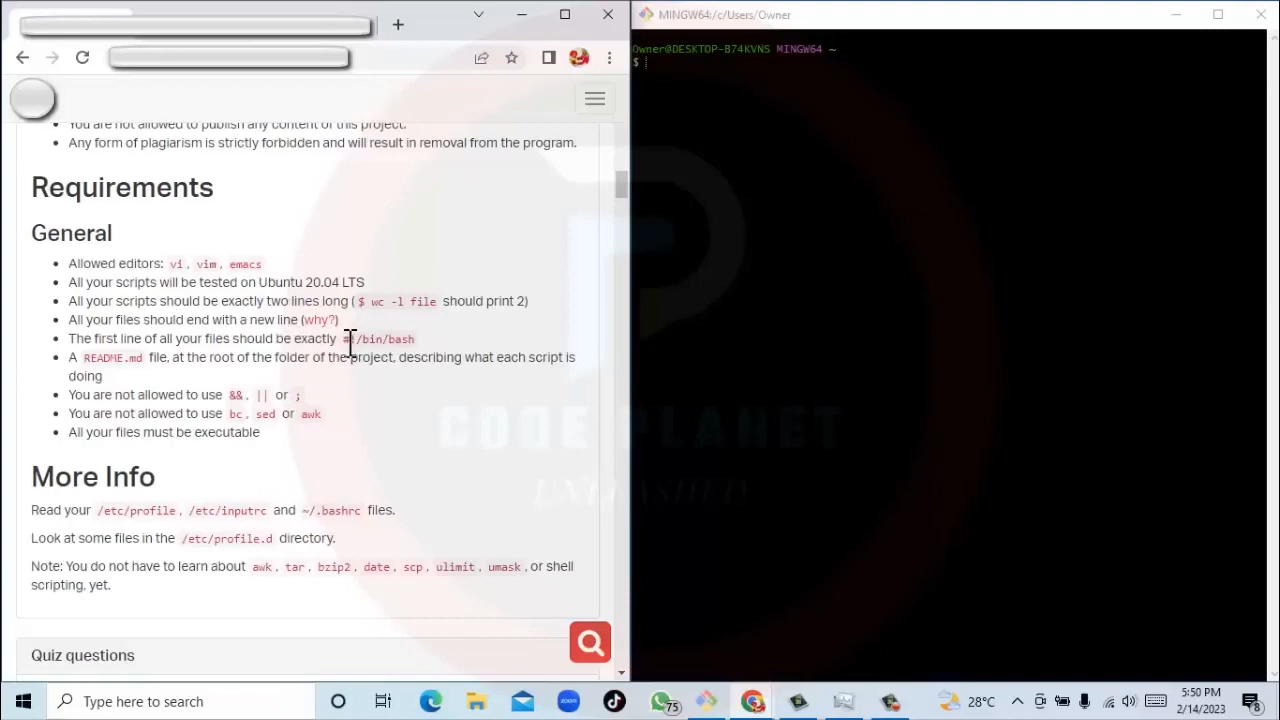 MINGW64:/c/Users/Owner
Owner@DESKTOP-B74KVNS MINGW64 ~
$
You are not allowed to publish any content of this project.
Any form of plagiarism is strictly forbidden and will result in removal from the program.
Requirements
General
Allowed editors: vi, vim, emacs
All your scripts will be tested on Ubuntu 20.04 LTS
All your scripts should be exactly two lines long ($ wc -l file should print 2)
All your files should end with a new line (why?)
The first line of all your files should be exactly #!/bin/bash
A README.md file, at the root of the folder of the project, describing what each script is
doing
You are not allowed to use &&, || or ;
You are not allowed to use bc, sed or awk
All your files must be executable
More Info
Read your /etc/profile, /etc/inputrc and ~/.bashrc files.
Look at some files in the /etc/profile.d directory.
Note: You do not have to learn about awk, tar, bzip2, date, scp, ulimit, umask, or shell
scripting, yet.
Quiz questions
CODE PLANET
UNLEASHED
Type here to search
75
28°C
5:50 PM
2/14/2023
8